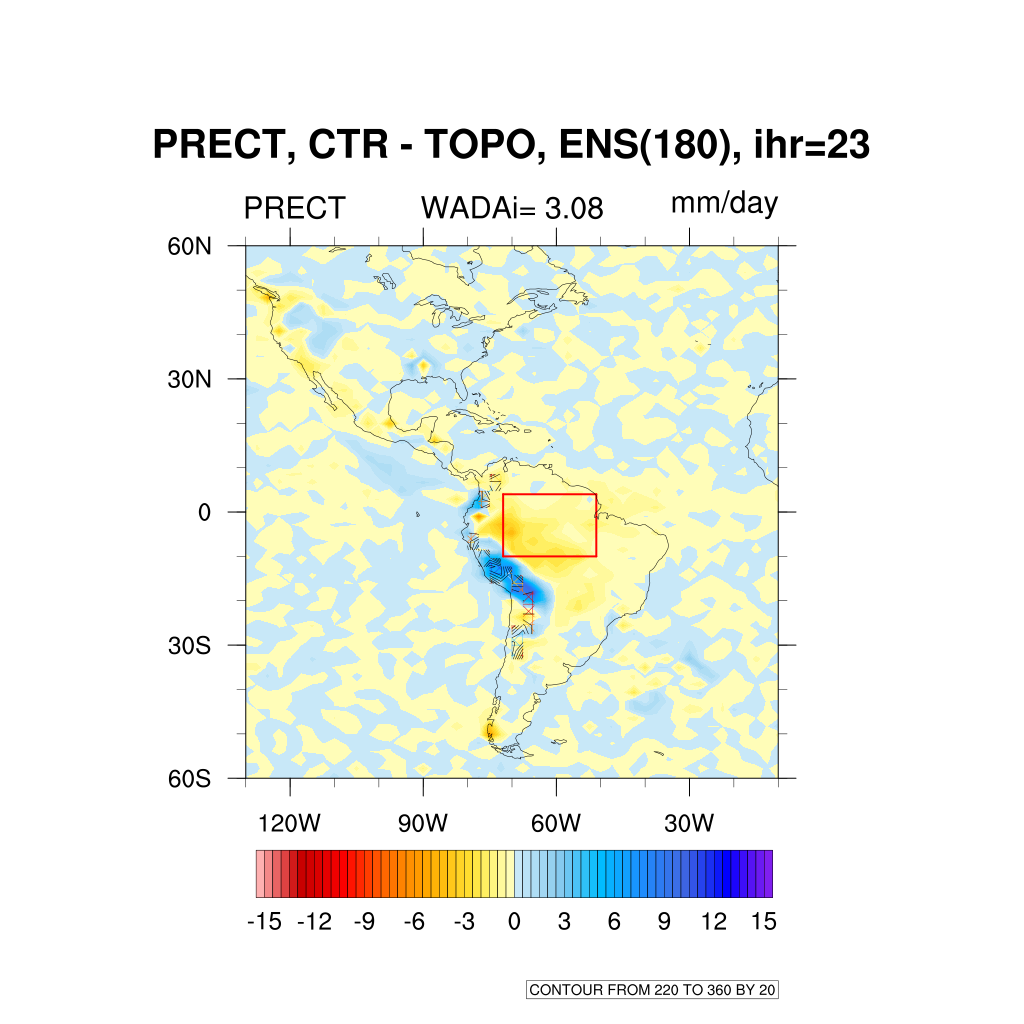 PRECT, CTR - TOPO, ENS(180), ihr=23
PRECT WADAi= 3.08 mm/day
60N
30N
0
30S
60S
120W 90W 60W 30W
-15 -12 -9 -6 -3 0 3 6 9 12 15
CONTOUR FROM 220 TO 360 BY 20